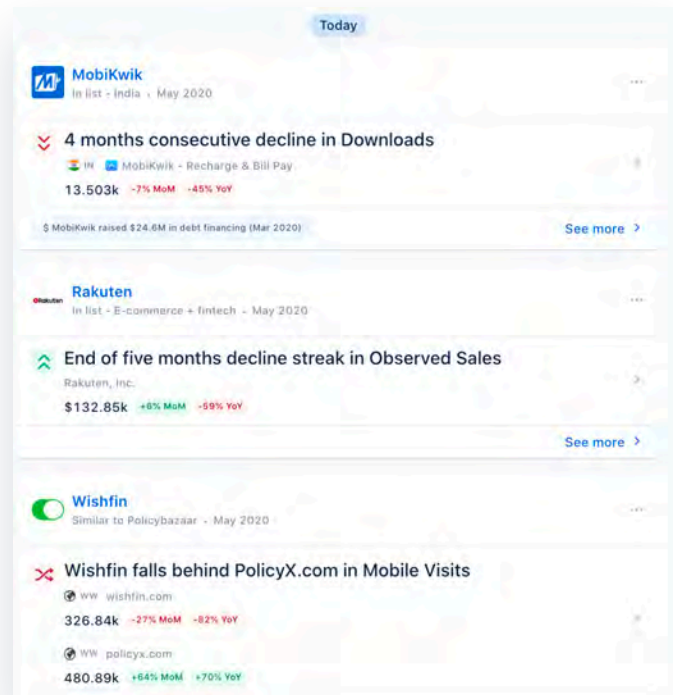 Today
MobiKwik
In list - India • May 2020
4 months consecutive decline in Downloads
IN MobiKwik - Recharge & Bill Pay
13.503k -7% MoM -45% YoY
$ MobiKwik raised $24.6M in debt financing (Mar 2020)
See more
Rakuten
Rakuten
In list - E-commerce + fintech • May 2020
End of five months decline streak in Observed Sales
Rakuten, Inc.
$132.85k +6% MoM -59% YoY
See more
Wishfin
Similar to Policybazaar • May 2020
Wishfin falls behind PolicyX.com in Mobile Visits
WW wishfin.com
326.84k -27% MoM -82% YoY
WW policyx.com
480.89k +64% MoM +70% YoY